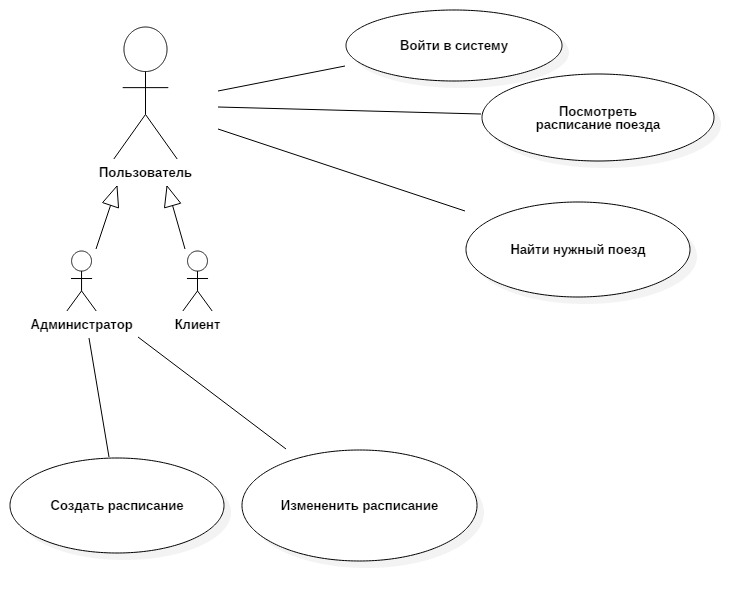 Войти в систему
Посмотреть
расписание поезда
Пользователь
Найти нужный поезд
Администратор
Клиент
Создать расписание
Измененить расписание